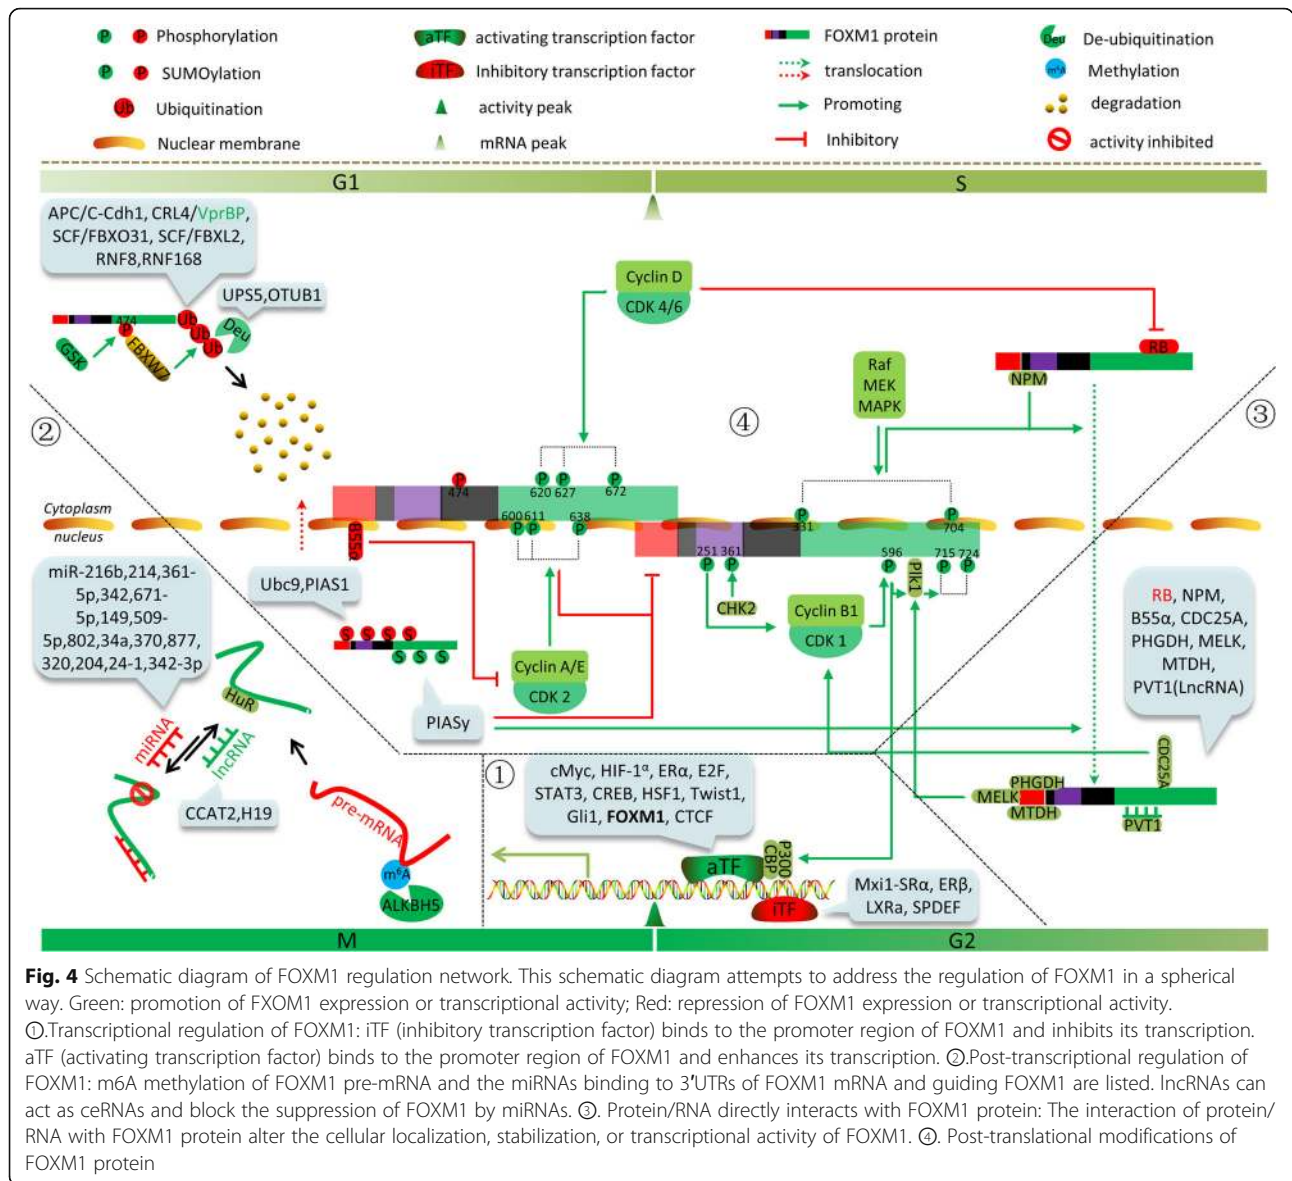 P P Phosphorylation
aTF activating transcription factor
FOXM1 protein
Deu De-ubiquitination
P P SUMOylation
iTF Inhibitory transcription factor
translocation
m⁶A Methylation
Ub Ubiquitination
activity peak
Promoting
degradation
Nuclear membrane
mRNA peak
Inhibitory
activity inhibited
G1
S
APC/C-Cdh1, CRL4/VprBP,
SCF/FBXO31, SCF/FBXL2,
RNF8,RNF168
UPS5,OTUB1
474
P
Ub
Ub
Ub
Deu
GSK
FBXW7
Cyclin D
CDK 4/6
RB
NPM
Raf
MEK
MAPK
②
④
③
P
474
P P P
620 627 672
600 611 638
P P P
P P
331 704
Cytoplasm
nucleus
B55α
251 361 596 715 724
P P P P P
Plk1
CHK2
Cyclin B1
CDK 1
miR-216b,214,361-
5p,342,671-
5p,149,509-
5p,802,34a,370,877,
320,204,24-1,342-3p
Ubc9,PIAS1
S S S S
S S S
PIASy
Cyclin A/E
CDK 2
RB, NPM,
B55α, CDC25A,
PHGDH, MELK,
MTDH,
PVT1(LncRNA)
HuR
miRNA
lncRNA
CCAT2,H19
pre-mRNA
m⁶A
ALKBH5
①
cMyc, HIF-1ᵅ, ERα, E2F,
STAT3, CREB, HSF1, Twist1,
Gli1, FOXM1, CTCF
aTF
P300
CBP
iTF
Mxi1-SRα, ERβ,
LXRa, SPDEF
CDC25A
PHGDH
MELK
MTDH
PVT1
M
G2
Fig. 4 Schematic diagram of FOXM1 regulation network. This schematic diagram attempts to address the regulation of FOXM1 in a spherical
way. Green: promotion of FXOM1 expression or transcriptional activity; Red: repression of FOXM1 expression or transcriptional activity.
①.Transcriptional regulation of FOXM1: iTF (inhibitory transcription factor) binds to the promoter region of FOXM1 and inhibits its transcription.
aTF (activating transcription factor) binds to the promoter region of FOXM1 and enhances its transcription. ②.Post-transcriptional regulation of
FOXM1: m6A methylation of FOXM1 pre-mRNA and the miRNAs binding to 3′UTRs of FOXM1 mRNA and guiding FOXM1 are listed. lncRNAs can
act as ceRNAs and block the suppression of FOXM1 by miRNAs. ③. Protein/RNA directly interacts with FOXM1 protein: The interaction of protein/
RNA with FOXM1 protein alter the cellular localization, stabilization, or transcriptional activity of FOXM1. ④. Post-translational modifications of
FOXM1 protein